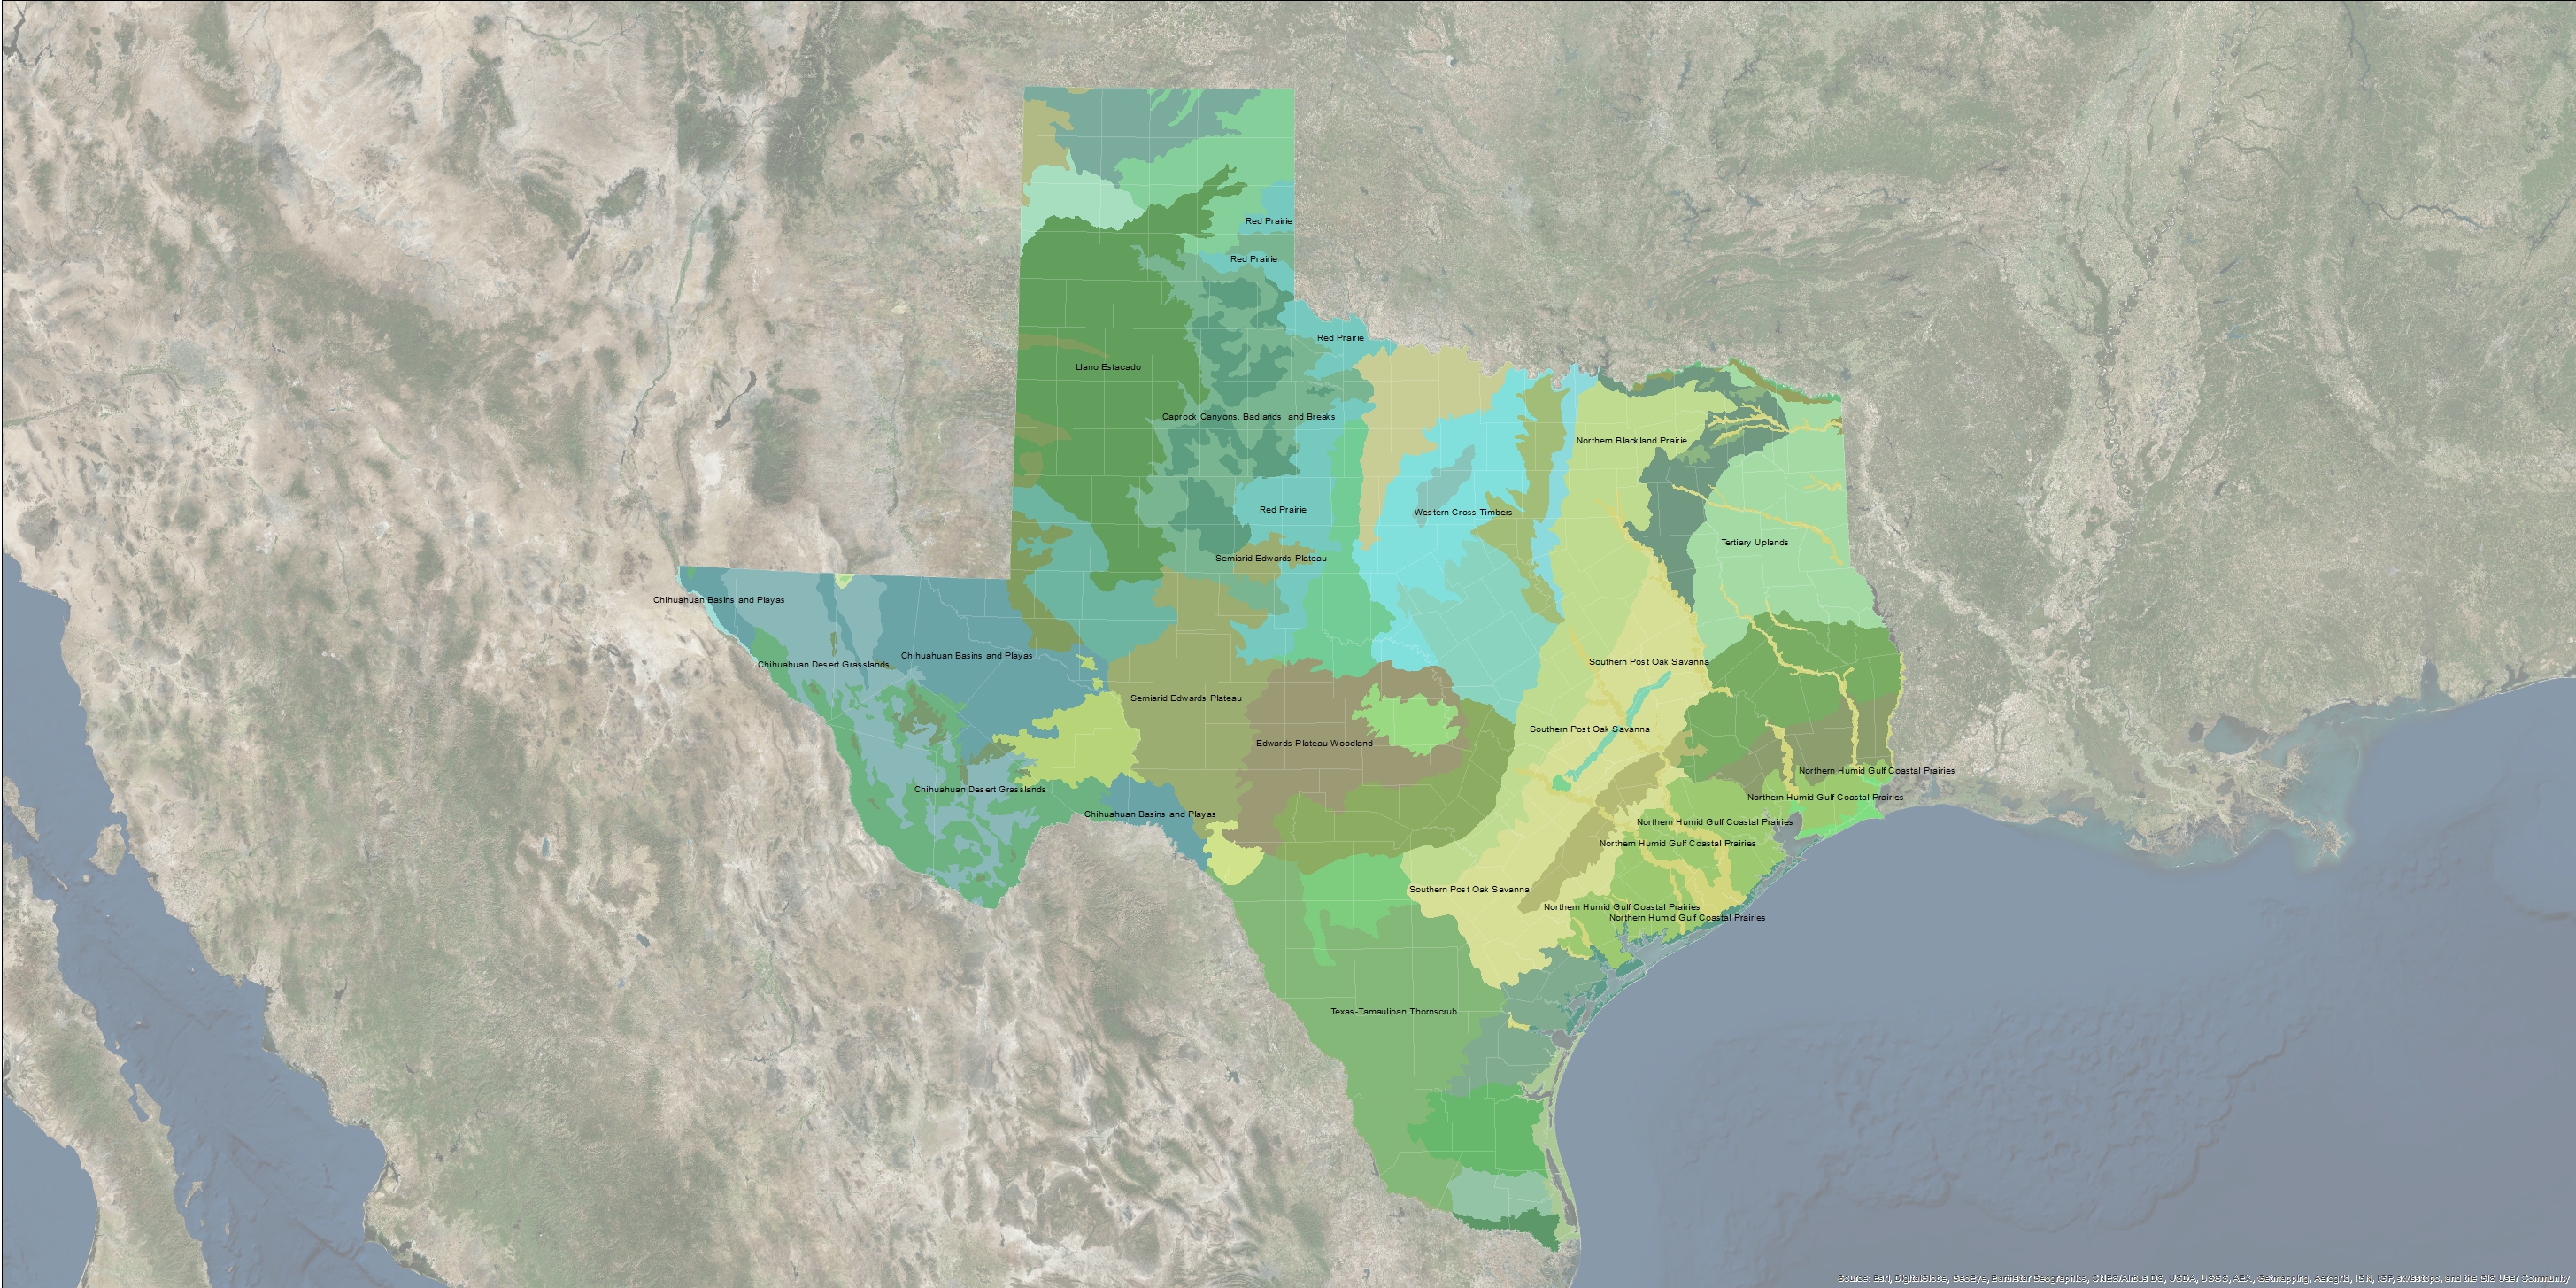 Red Prairie
Red Prairie
Red Prairie
Llano Estacado
Caprock Canyons, Badlands, and Breaks
Northern Blackland Prairie
Red Prairie
Western Cross Timbers
Tertiary Uplands
Semiarid Edwards Plateau
Chihuahuan Basins and Playas
Chihuahuan Basins and Playas
Chihuahuan Desert Grasslands
Southern Post Oak Savanna
Semiarid Edwards Plateau
Southern Post Oak Savanna
Edwards Plateau Woodland
Northern Humid Gulf Coastal Prairies
Chihuahuan Desert Grasslands
Northern Humid Gulf Coastal Prairies
Chihuahuan Basins and Playas
Northern Humid Gulf Coastal Prairies
Northern Humid Gulf Coastal Prairies
Southern Post Oak Savanna
Northern Humid Gulf Coastal Prairies
Northern Humid Gulf Coastal Prairies
Texas-Tamaulipan Thornscrub
Source: Esri, DigitalGlobe, GeoEye, Earthstar Geographics, CNES/Airbus DS, USDA, USGS, AEX, Getmapping, Aerogrid, IGN, IGP, swisstopo, and the GIS User Community